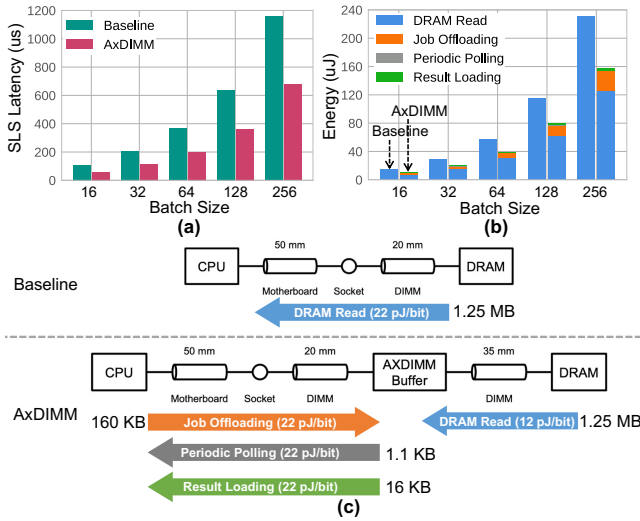 SLS Latency (us)
1200
1000
800
600
400
200
0
Baseline
AxDIMM
16 32 64 128 256
Batch Size
(a)
Energy (uJ)
240
200
160
120
80
40
0
DRAM Read
Job Offloading
Periodic Polling
Result Loading
AxDIMM
Baseline
16 32 64 128 256
Batch Size
(b)
Baseline
50 mm 20 mm
CPU DRAM
Motherboard Socket DIMM
DRAM Read (22 pJ/bit) 1.25 MB
AxDIMM
50 mm 20 mm 35 mm
CPU AXDIMM Buffer DRAM
Motherboard Socket DIMM DIMM
160 KB Job Offloading (22 pJ/bit) DRAM Read (12 pJ/bit) 1.25 MB
Periodic Polling (22 pJ/bit) 1.1 KB
Result Loading (22 pJ/bit) 16 KB
(c)